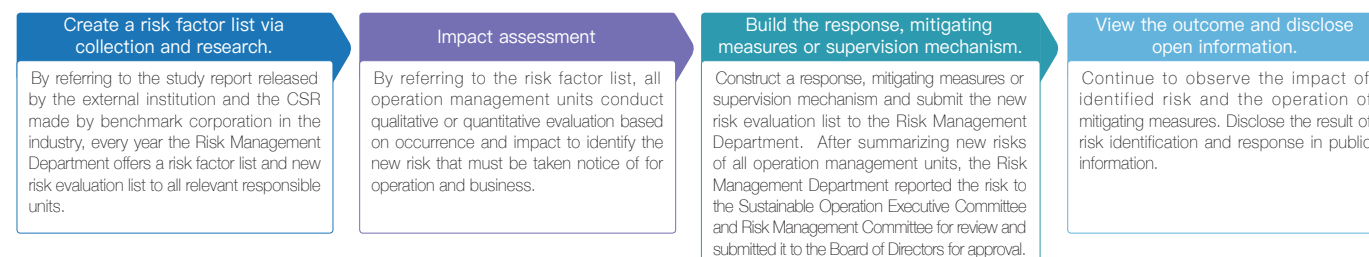 Create a risk factor list via
collection and research.
By referring to the study report released
by the external institution and the CSR
made by benchmark corporation in the
industry, every year the Risk Management
Department offers a risk factor list and new
risk evaluation list to all relevant responsible
units.
Impact assessment
By referring to the risk factor list, all
operation management units conduct
qualitative or quantitative evaluation based
on occurrence and impact to identify the
new risk that must be taken notice of for
operation and business.
Build the response, mitigating
measures or supervision mechanism.
Construct a response, mitigating measures or
supervision mechanism and submit the new
risk evaluation list to the Risk Management
Department. After summarizing new risks
of all operation management units, the Risk
Management Department reported the risk to
the Sustainable Operation Executive Committee
and Risk Management Committee for review and
submitted it to the Board of Directors for approval.
View the outcome and disclose
open information.
Continue to observe the impact of
identified risk and the operation of
mitigating measures. Disclose the result of
risk identification and response in public
information.